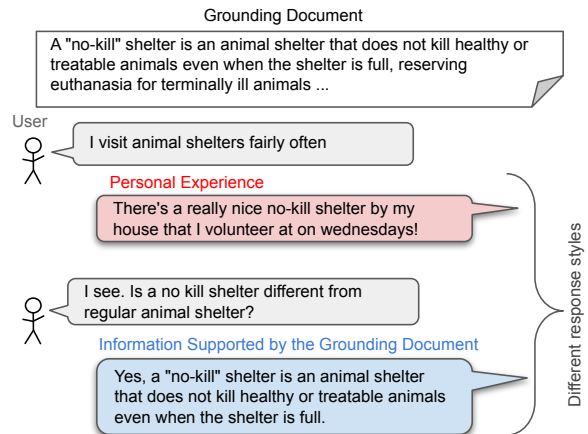 Grounding Document
A "no-kill" shelter is an animal shelter that does not kill healthy or
treatable animals even when the shelter is full, reserving
euthanasia for terminally ill animals ...
User
I visit animal shelters fairly often
Personal Experience
There's a really nice no-kill shelter by my
house that I volunteer at on wednesdays!
I see. Is a no kill shelter different from
regular animal shelter?
Information Supported by the Grounding Document
Yes, a "no-kill" shelter is an animal shelter
that does not kill healthy or treatable animals
even when the shelter is full.
Different response styles